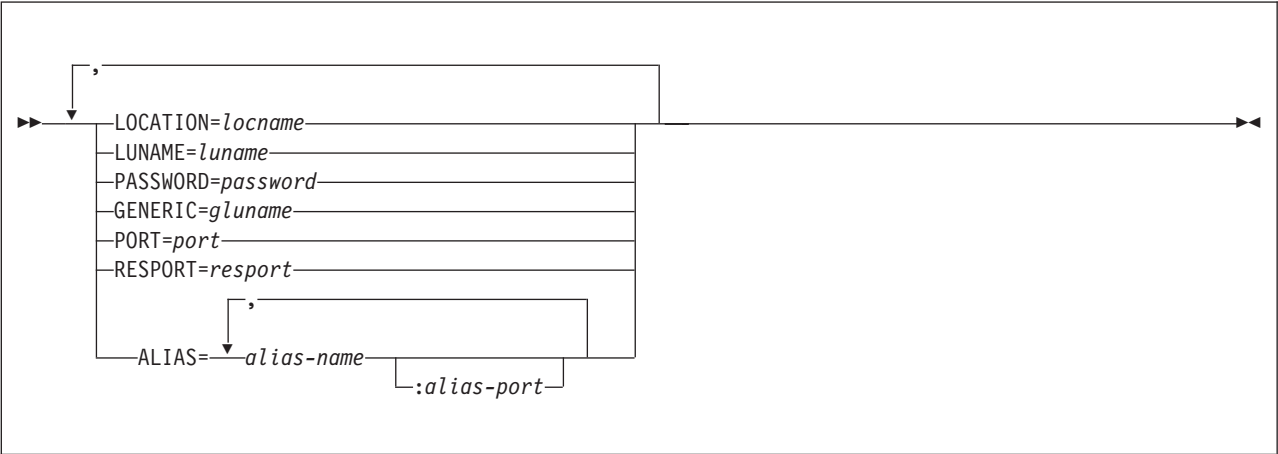 ,
LOCATION=locname
LUNAME=luname
PASSWORD=password
GENERIC=gluname
PORT=port
RESPORT=resport
,
ALIAS=alias-name
:alias-port